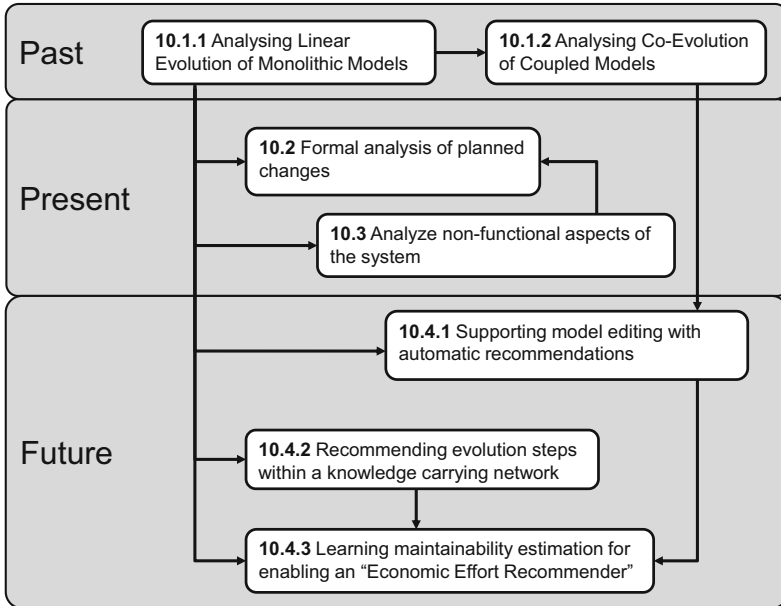 Past
10.1.1 Analysing Linear
Evolution of Monolithic Models
10.1.2 Analysing Co-Evolution
of Coupled Models
Present
10.2 Formal analysis of planned
changes
10.3 Analyze non-functional aspects of
the system
Future
10.4.1 Supporting model editing with
automatic recommendations
10.4.2 Recommending evolution steps
within a knowledge carrying network
10.4.3 Learning maintainability estimation for
enabling an “Economic Effort Recommender”